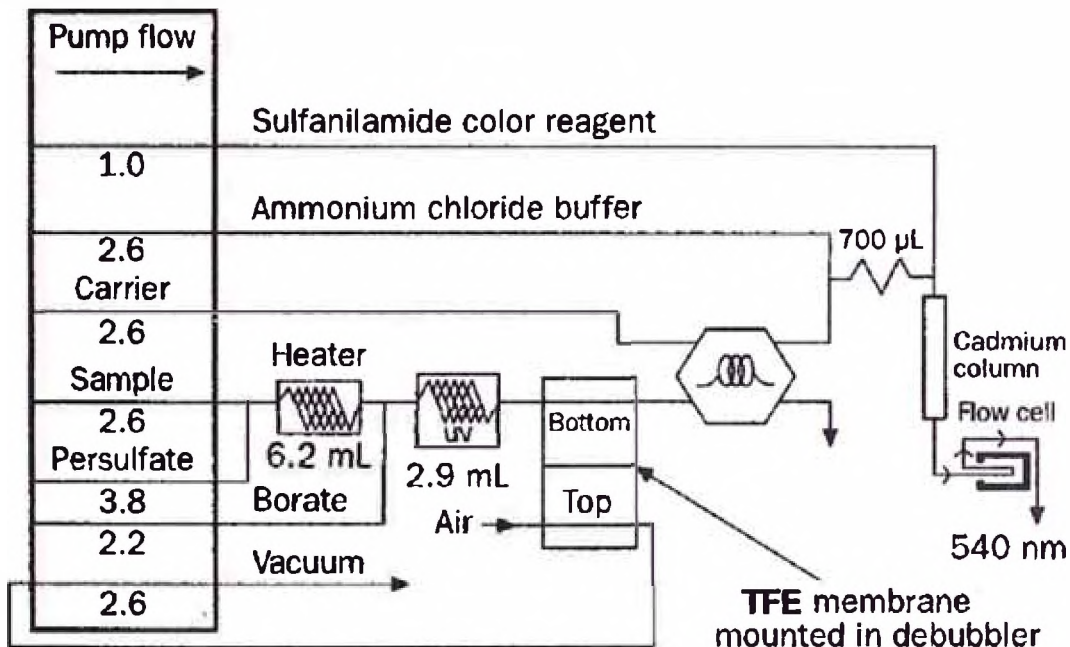 Pump flow
Sulfanilamide color reagent
1.0
Ammonium chloride buffer
2.6
700 µL
Carrier
2.6
Heater
Cadmium
column
Sample
2.6
Bottom
UV
Flow cell
Persulfate
6.2 mL
2.9 mL
3.8
Borate
Top
Air
2.2
540 nm
Vacuum
2.6
TFE membrane
mounted in debubbler